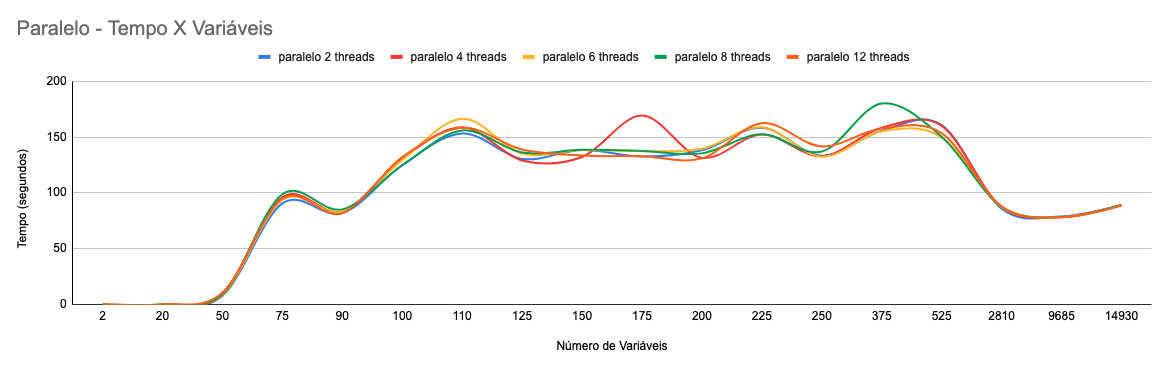 Paralelo - Tempo X Variáveis
paralelo 2 threads paralelo 4 threads paralelo 6 threads paralelo 8 threads paralelo 12 threads
200
150
100
50
0
Tempo (segundos)
2 20 50 75 90 100 110 125 150 175 200 225 250 375 525 2810 9685 14930
Número de Variáveis